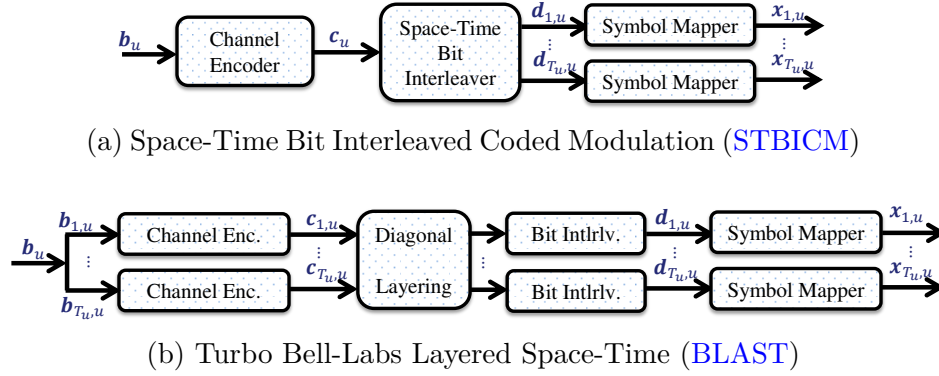 b_u Channel Encoder c_u Space-Time Bit Interleaver d_{1,u} ⋮ d_{T_u,u} Symbol Mapper Symbol Mapper x_{1,u} ⋮ x_{T_u,u}
(a) Space-Time Bit Interleaved Coded Modulation (STBICM)
b_u b_{1,u} ⋮ b_{T_u,u} Channel Enc. Channel Enc. c_{1,u} ⋮ c_{T_u,u} Diagonal Layering ⋮ Bit Intlrlv. Bit Intlrlv. d_{1,u} ⋮ d_{T_u,u} Symbol Mapper Symbol Mapper x_{1,u} ⋮ x_{T_u,u}
(b) Turbo Bell-Labs Layered Space-Time (BLAST)